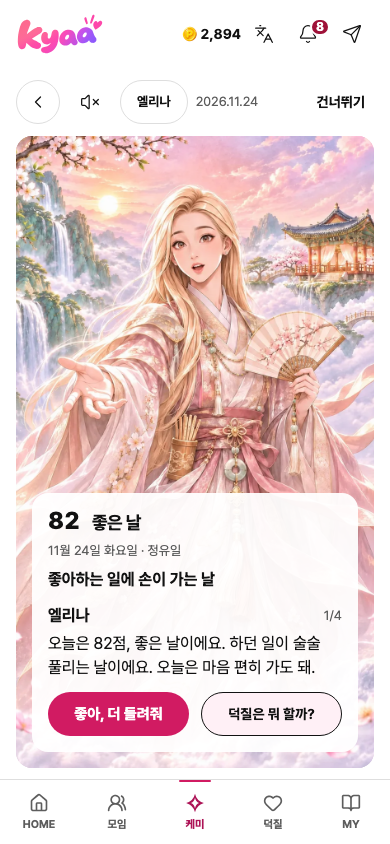 kyaa
2,894
8
엘리나
2026.11.24
건너뛰기
82 좋은 날
11월 24일 화요일 · 정유일
좋아하는 일에 손이 가는 날
엘리나
1/4
오늘은 82점, 좋은 날이에요. 하던 일이 술술
풀리는 날이에요. 오늘은 마음 편히 가도 돼.
좋아, 더 들려줘
덕질은 뭐 할까?
HOME
모임
케미
덕질
MY